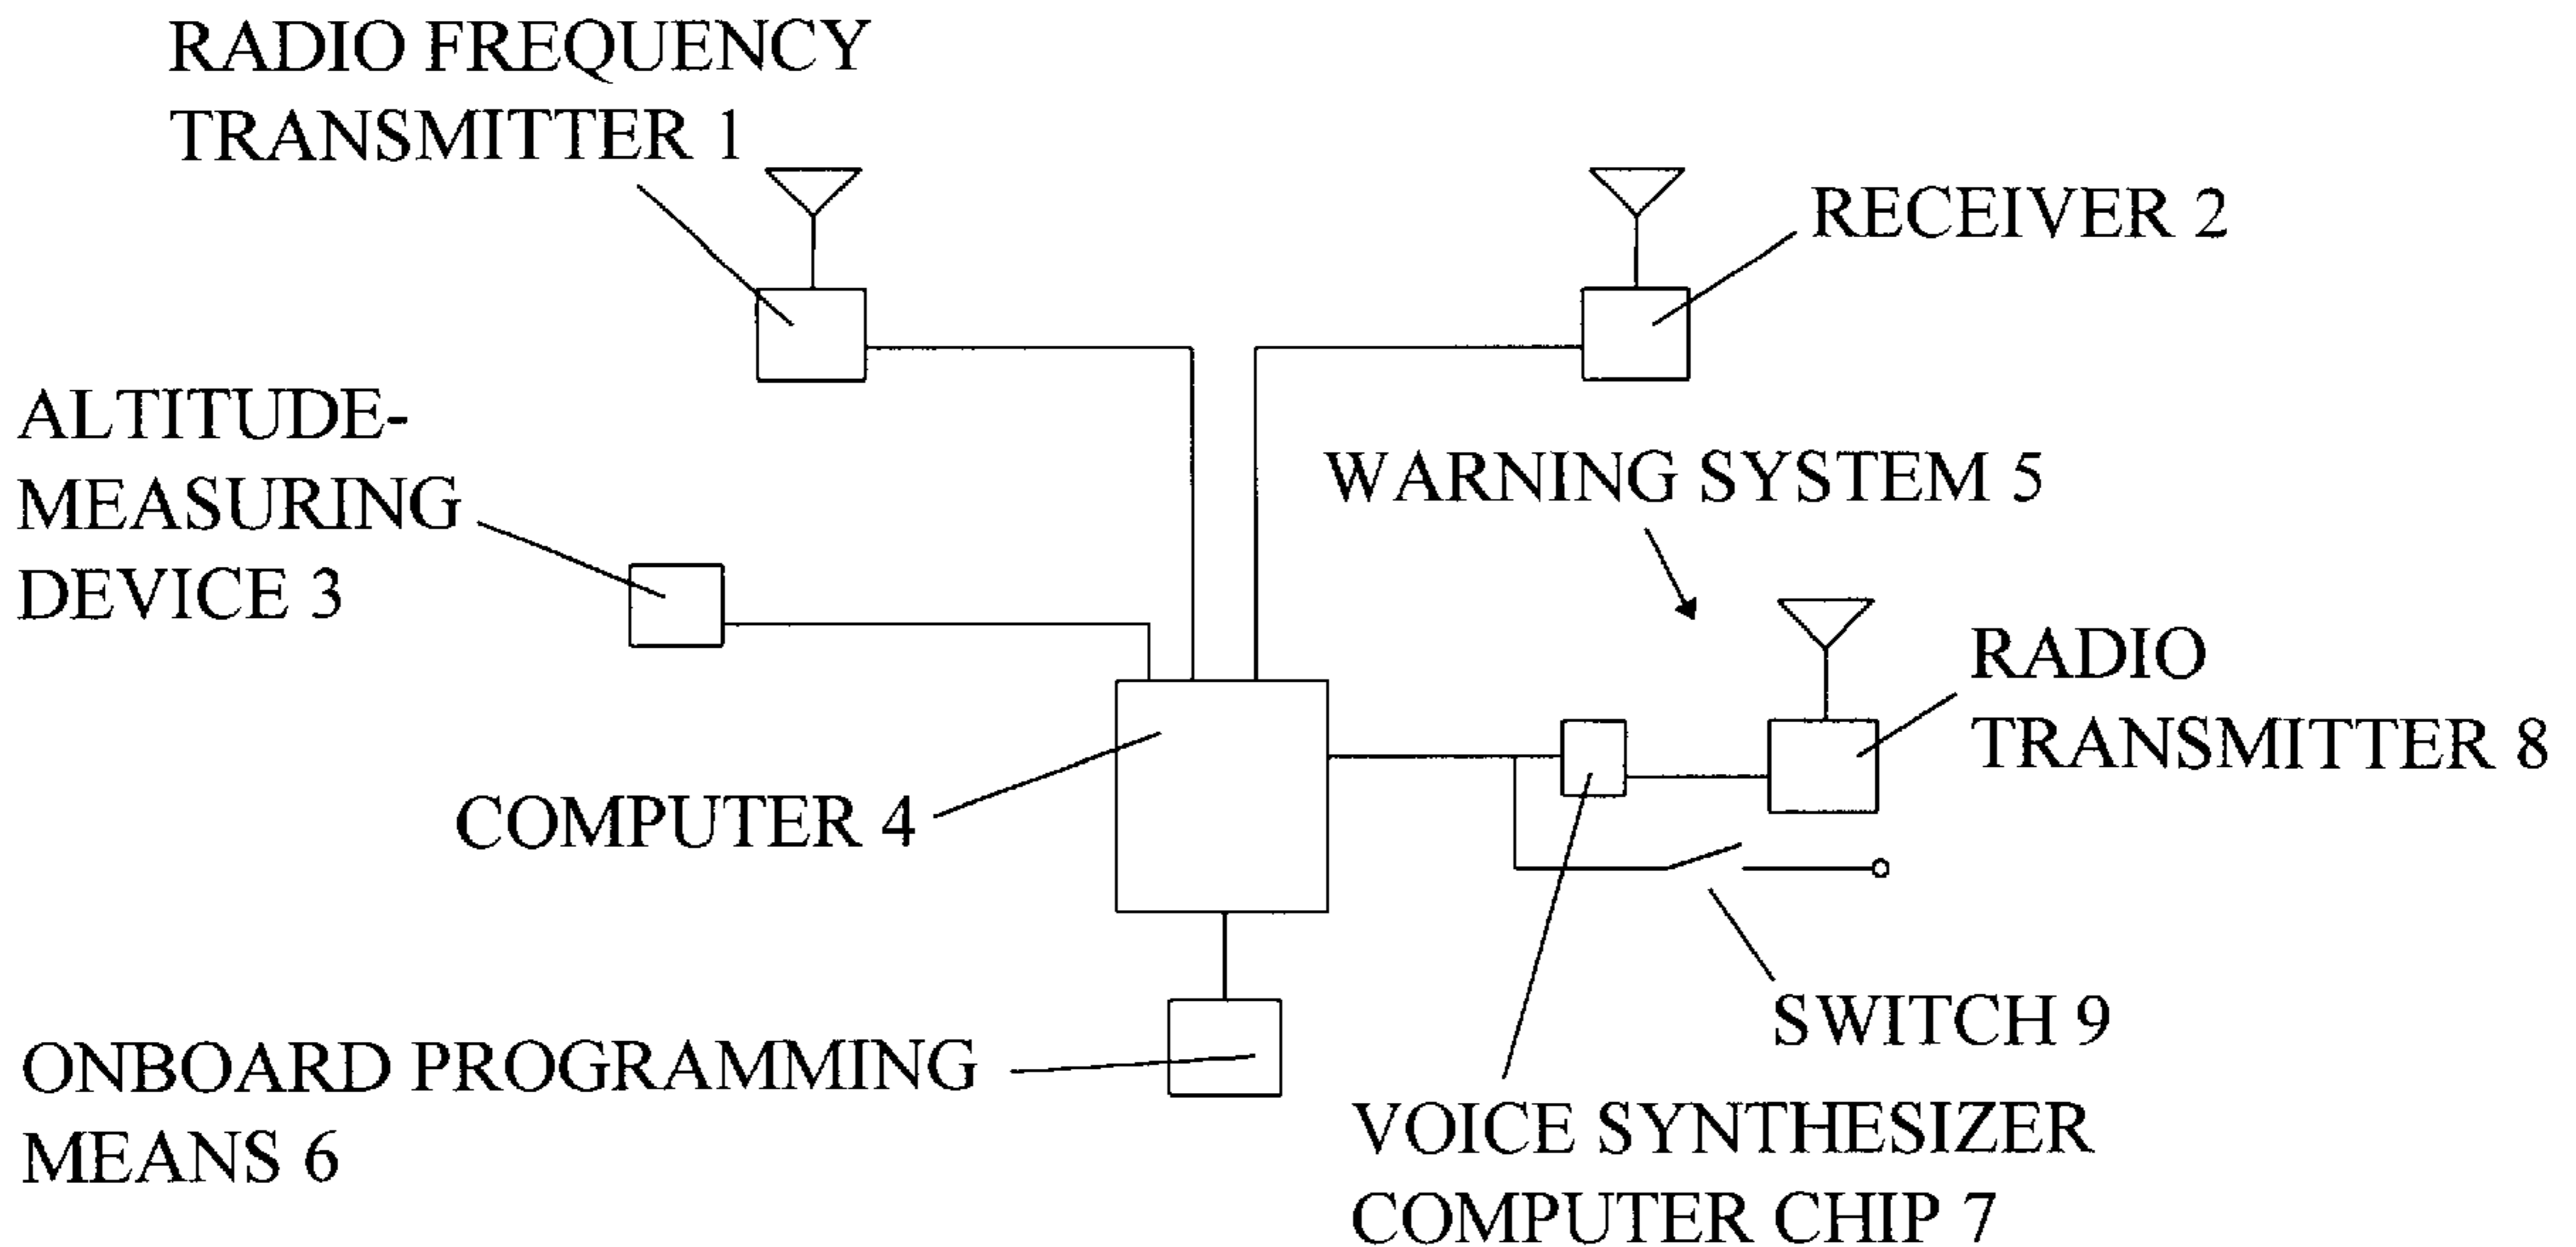 RADIO FREQUENCY
TRANSMITTER 1
RECEIVER 2
ALTITUDE-
MEASURING
DEVICE 3
WARNING SYSTEM 5
RADIO
TRANSMITTER 8
COMPUTER 4
SWITCH 9
ONBOARD PROGRAMMING
MEANS 6
VOICE SYNTHESIZER
COMPUTER CHIP 7